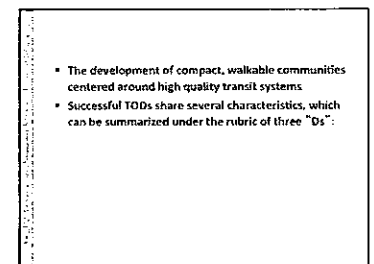 ▪ The development of compact, walkable communities
centered around high quality transit systems
▪ Successful TODs share several characteristics, which
can be summarized under the rubric of three "Ds":